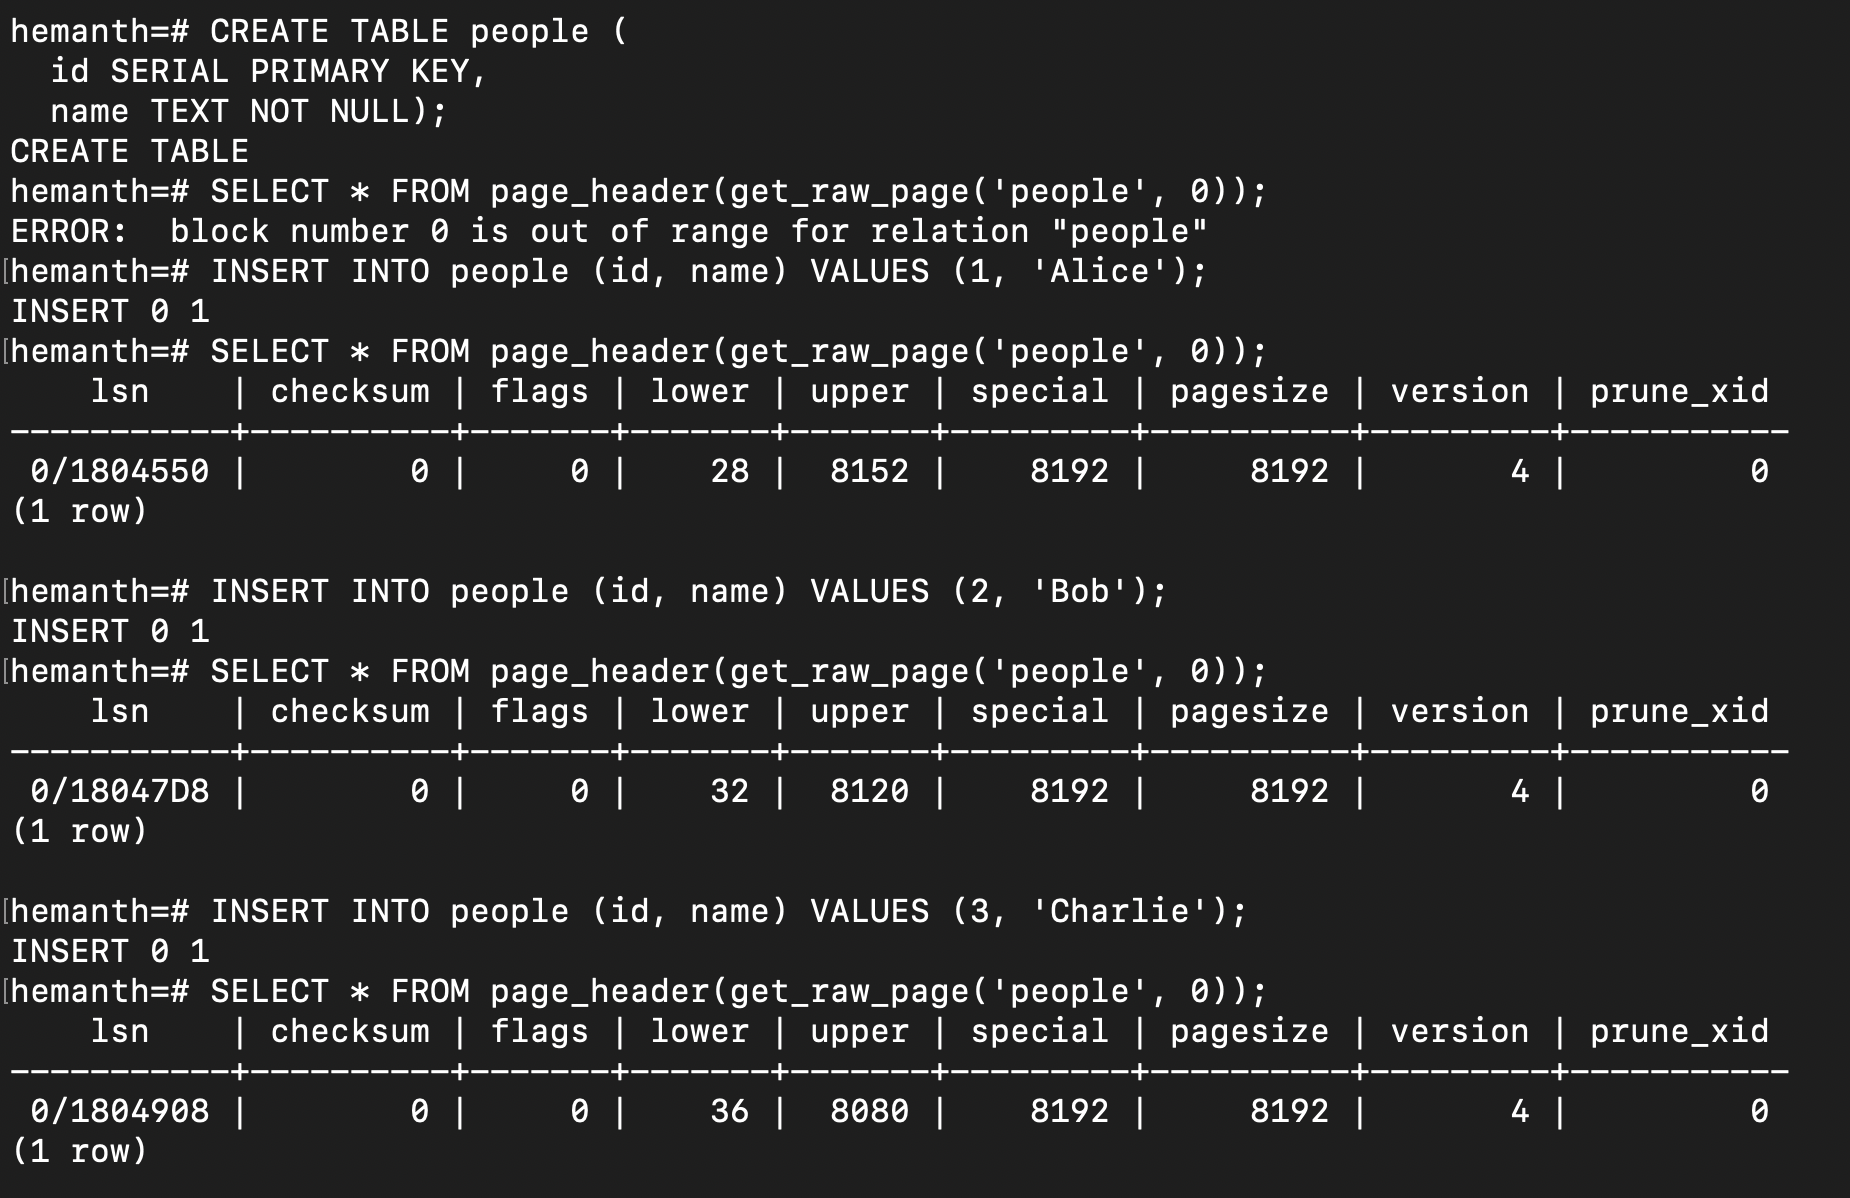 hemanth=# CREATE TABLE people (
  id SERIAL PRIMARY KEY,
  name TEXT NOT NULL);
CREATE TABLE
hemanth=# SELECT * FROM page_header(get_raw_page('people', 0));
ERROR:  block number 0 is out of range for relation "people"
[hemanth=# INSERT INTO people (id, name) VALUES (1, 'Alice');
INSERT 0 1
[hemanth=# SELECT * FROM page_header(get_raw_page('people', 0));
    lsn    | checksum | flags | lower | upper | special | pagesize | version | prune_xid
-----------+----------+-------+-------+-------+---------+----------+---------+-----------
 0/1804550 |        0 |     0 |    28 |  8152 |    8192 |     8192 |       4 |         0
(1 row)

[hemanth=# INSERT INTO people (id, name) VALUES (2, 'Bob');
INSERT 0 1
[hemanth=# SELECT * FROM page_header(get_raw_page('people', 0));
    lsn    | checksum | flags | lower | upper | special | pagesize | version | prune_xid
-----------+----------+-------+-------+-------+---------+----------+---------+-----------
 0/18047D8 |        0 |     0 |    32 |  8120 |    8192 |     8192 |       4 |         0
(1 row)

[hemanth=# INSERT INTO people (id, name) VALUES (3, 'Charlie');
INSERT 0 1
[hemanth=# SELECT * FROM page_header(get_raw_page('people', 0));
    lsn    | checksum | flags | lower | upper | special | pagesize | version | prune_xid
-----------+----------+-------+-------+-------+---------+----------+---------+-----------
 0/1804908 |        0 |     0 |    36 |  8080 |    8192 |     8192 |       4 |         0
(1 row)